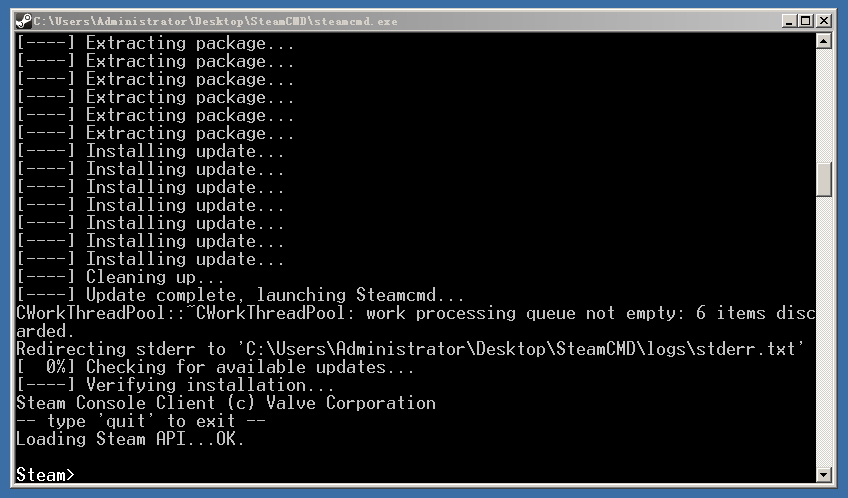 C:\Users\Administrator\Desktop\SteamCMD\steamcmd.exe
[----] Extracting package...
[----] Extracting package...
[----] Extracting package...
[----] Extracting package...
[----] Extracting package...
[----] Extracting package...
[----] Installing update...
[----] Installing update...
[----] Installing update...
[----] Installing update...
[----] Installing update...
[----] Installing update...
[----] Installing update...
[----] Cleaning up...
[----] Update complete, launching Steamcmd...
CWorkThreadPool::~CWorkThreadPool: work processing queue not empty: 6 items disc
arded.
Redirecting stderr to 'C:\Users\Administrator\Desktop\SteamCMD\logs\stderr.txt'
[  0%] Checking for available updates...
[----] Verifying installation...
Steam Console Client (c) Valve Corporation
-- type 'quit' to exit --
Loading Steam API...OK.
Steam>